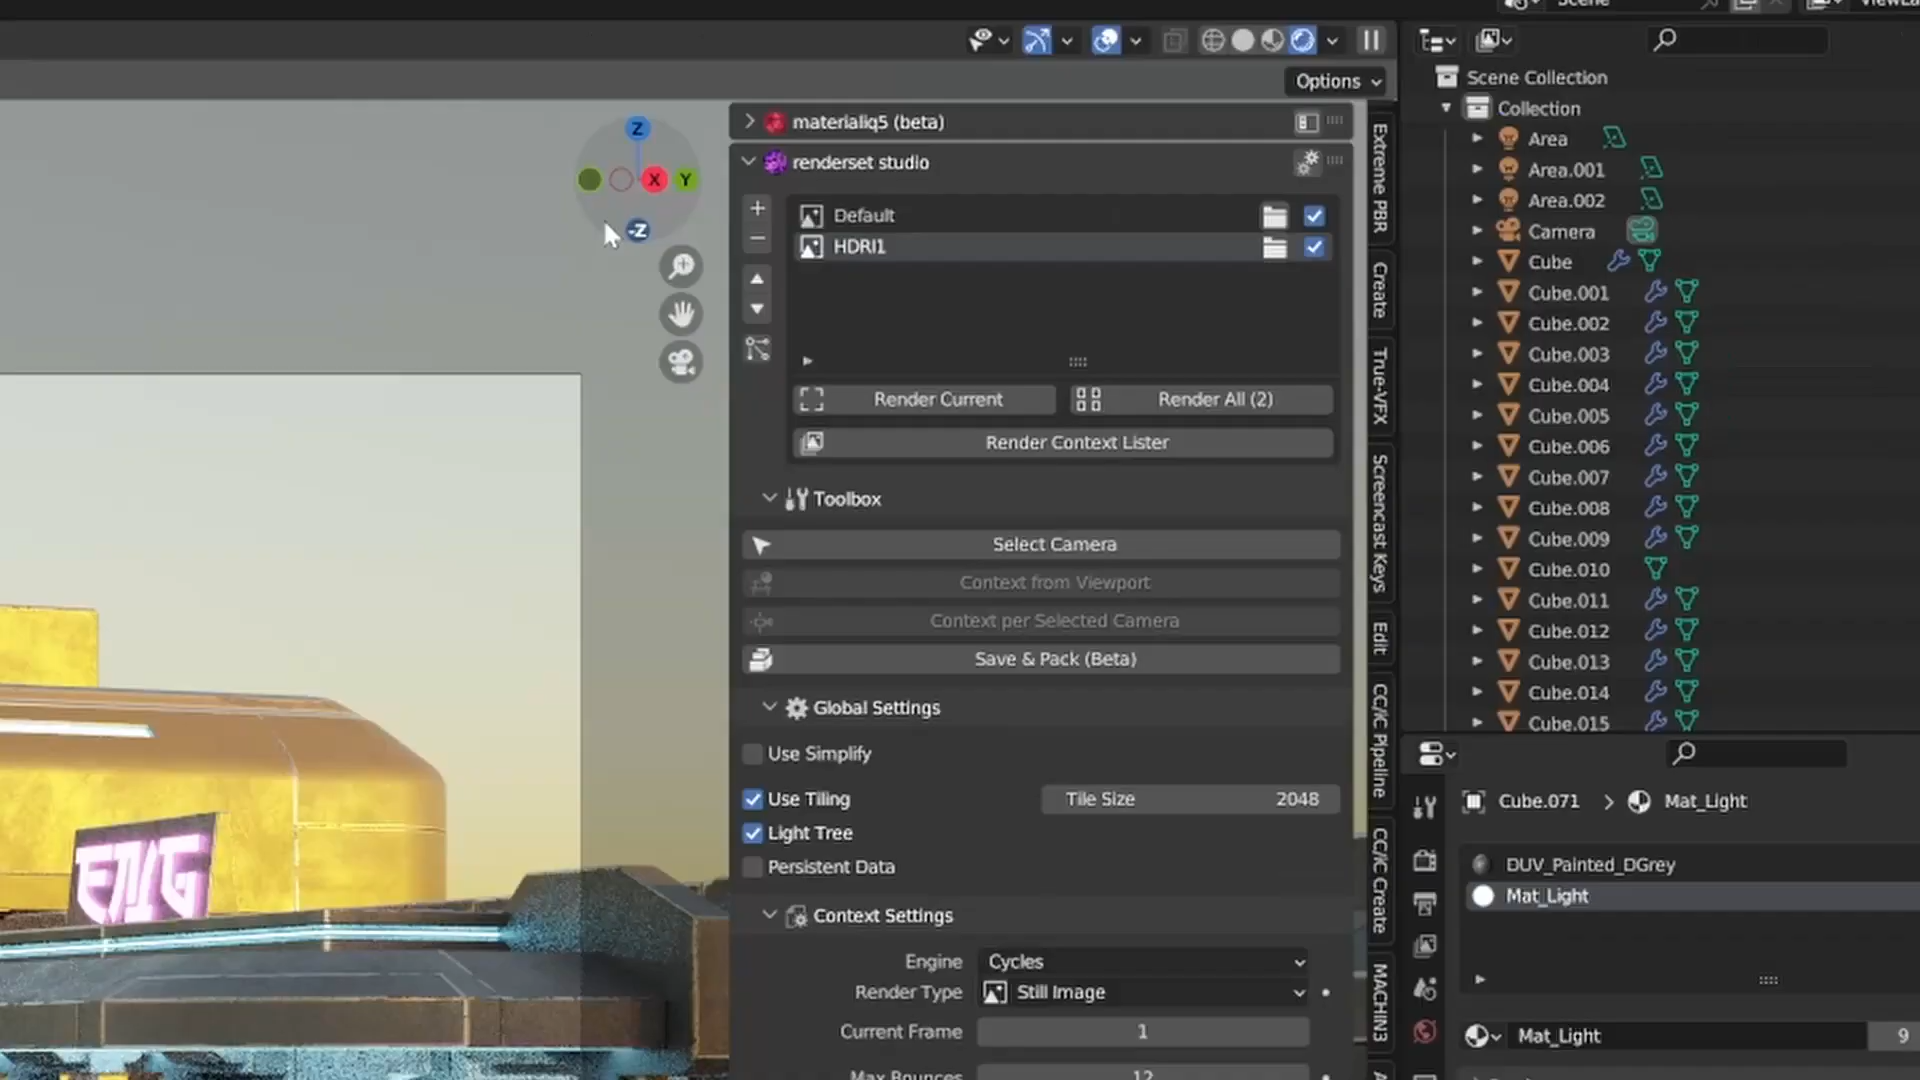 Scene
Options
Z
X
Y
-Z
materialiq5 (beta)
renderset studio
Default
HDRI1
Render Current
Render All (2)
Render Context Lister
Toolbox
Select Camera
Context from Viewport
Context per Selected Camera
Save & Pack (Beta)
Global Settings
Use Simplify
Use Tiling
Tile Size 2048
Light Tree
Persistent Data
Context Settings
Engine Cycles
Render Type Still Image
Current Frame 1
Max Bounces 12
Extreme PBR
Create
True-VFX
Screencast Keys
Edit
CC/iC Pipeline
CC/iC Create
MACHIN3
Scene Collection
Collection
Area
Area.001
Area.002
Camera
Cube
Cube.001
Cube.002
Cube.003
Cube.004
Cube.005
Cube.006
Cube.007
Cube.008
Cube.009
Cube.010
Cube.011
Cube.012
Cube.013
Cube.014
Cube.015
Cube.071 > Mat_Light
DUV_Painted_DGrey
Mat_Light
Mat_Light 9